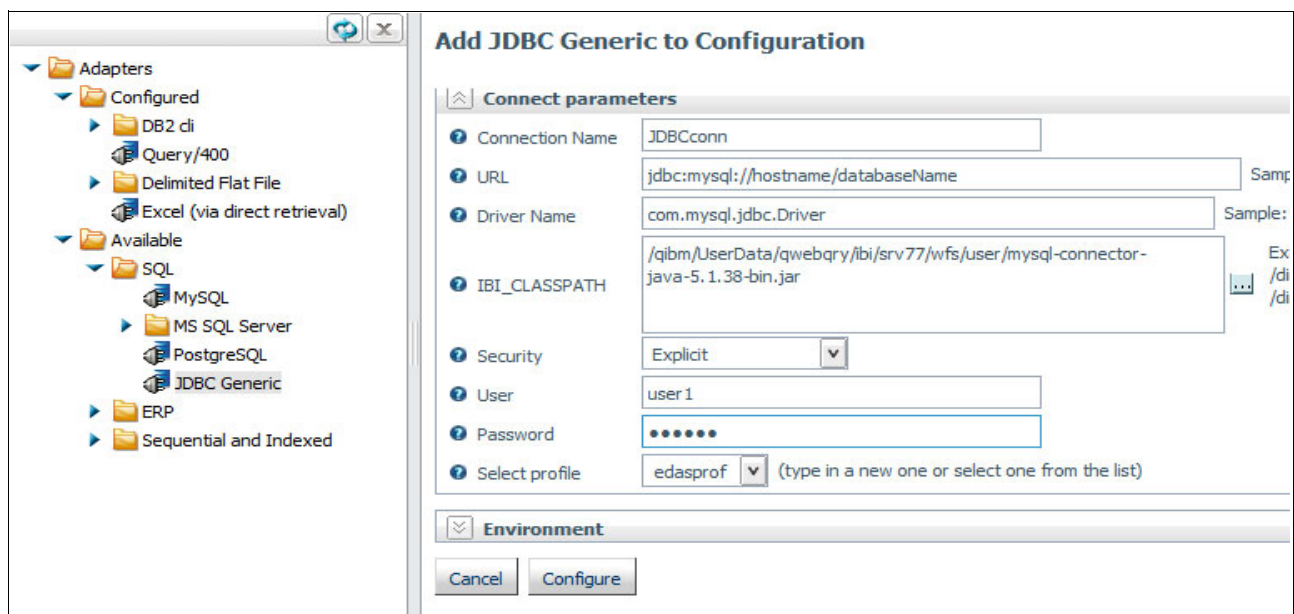 Adapters
Configured
DB2 cli
Query/400
Delimited Flat File
Excel (via direct retrieval)
Available
SQL
MySQL
MS SQL Server
PostgreSQL
JDBC Generic
ERP
Sequential and Indexed
Add JDBC Generic to Configuration
Connect parameters
Connection Name JDBCconn
URL jdbc:mysql://hostname/databaseName Samp
Driver Name com.mysql.jdbc.Driver Sample:
IBI_CLASSPATH /qibm/UserData/qwebqry/ibi/srv77/wfs/user/mysql-connector- Ex
java-5.1.38-bin.jar ... /di
/di
Security Explicit
User user1
Password ••••••
Select profile edasprof (type in a new one or select one from the list)
Environment
Cancel Configure